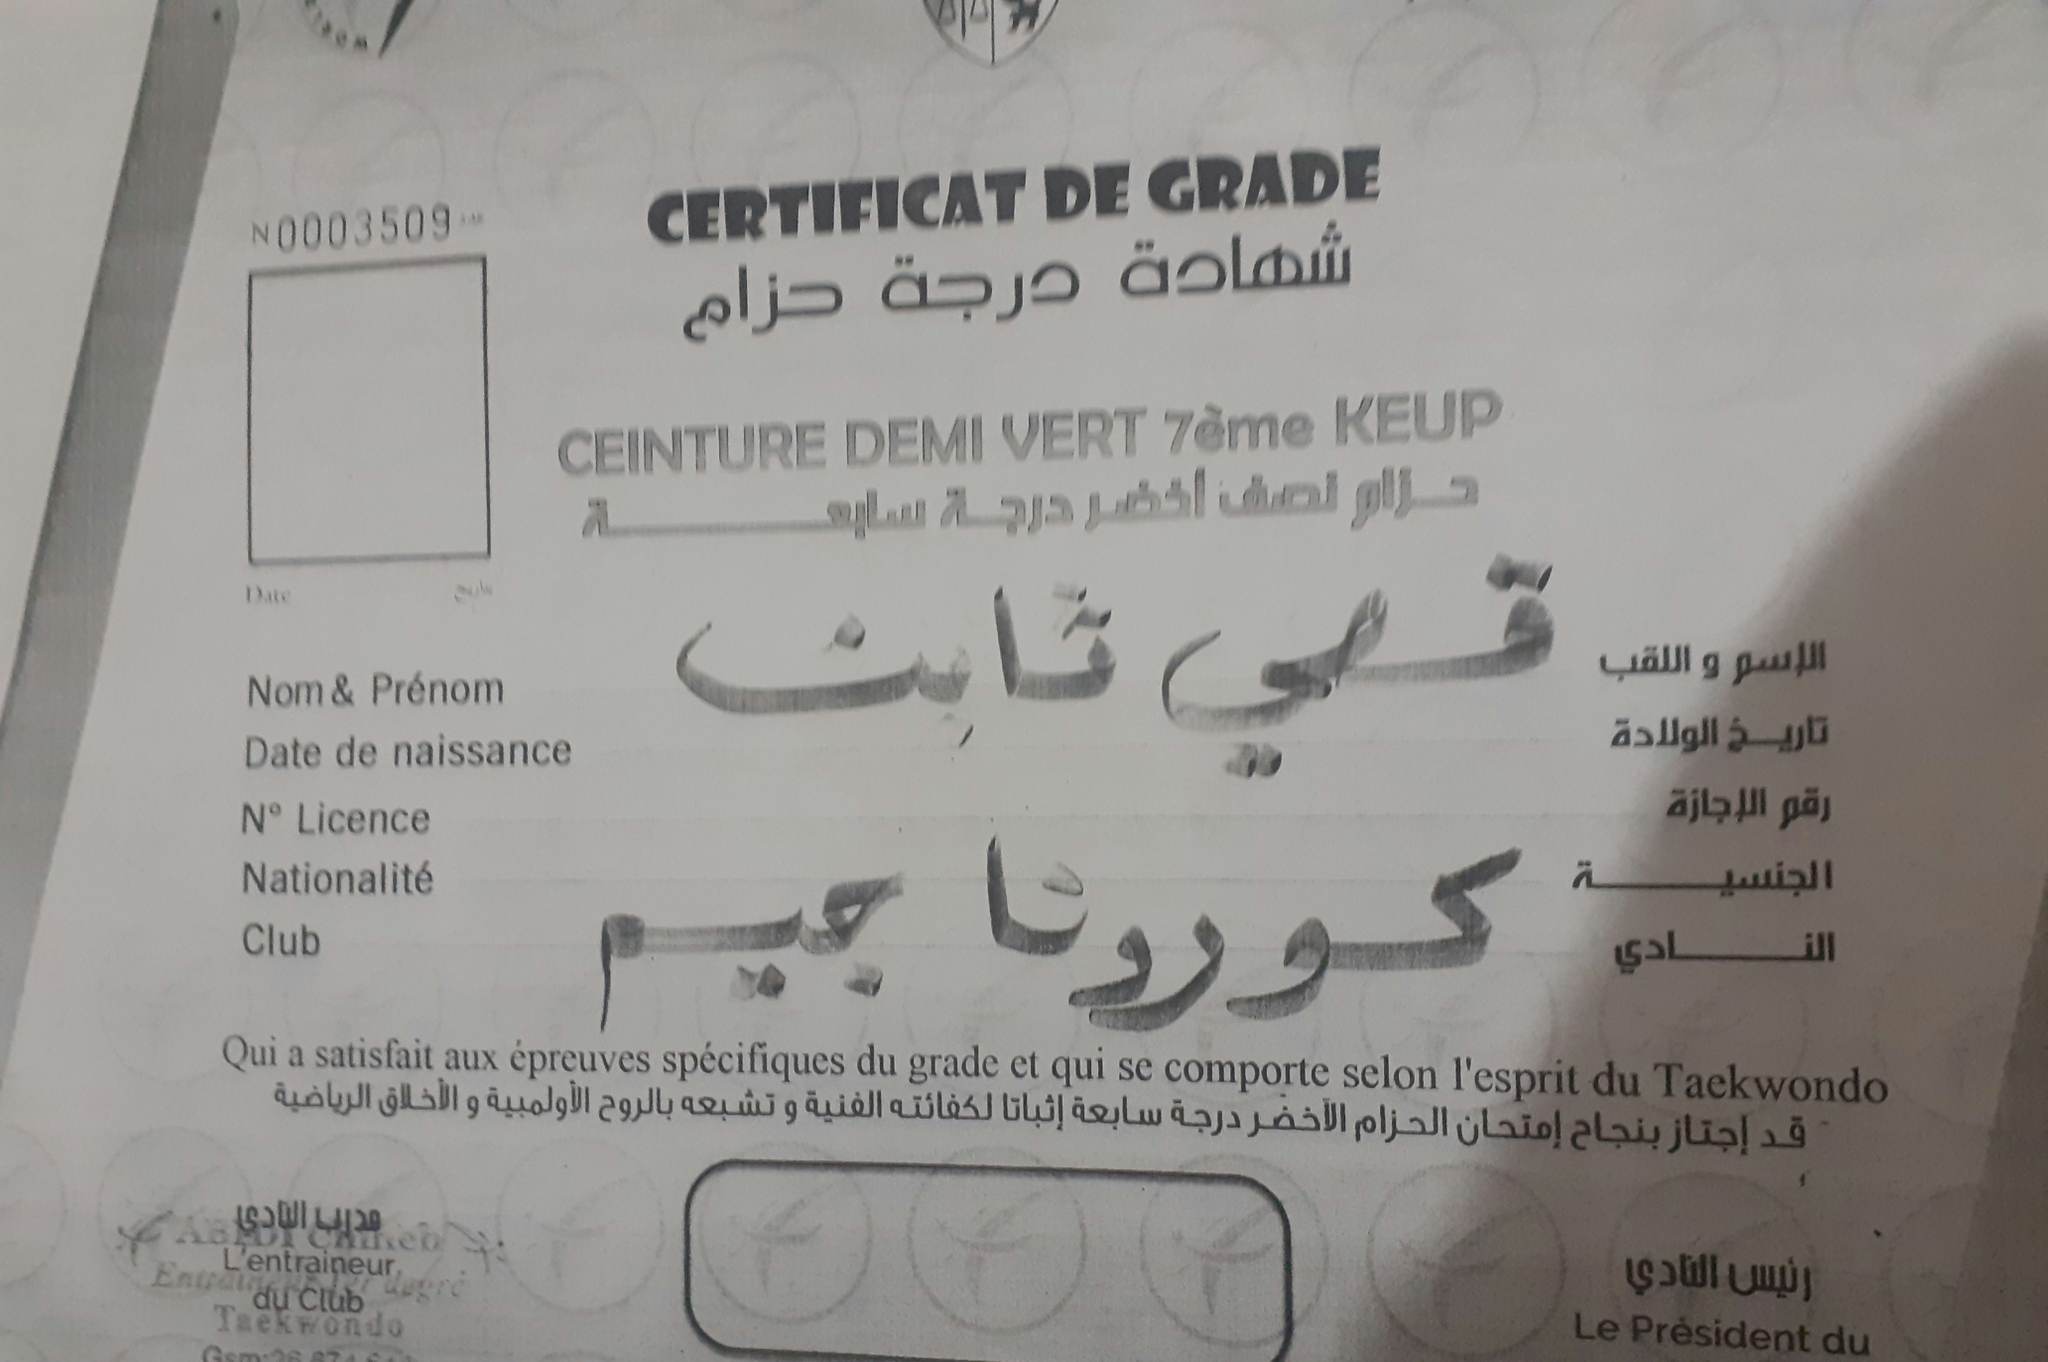 CERTIFICAT DE GRADE
شهادة درجة حزام
N0003509
CEINTURE DEMI VERT 7ème KEUP
حزام نصف أخضر درجة سابعة
Date تاريخ
Nom & Prénom قصي ثابت الإسم و اللقب
Date de naissance تاريخ الولادة
N° Licence رقم الإجازة
Nationalité الجنسية
Club كورونا جيم النادي
Qui a satisfait aux épreuves spécifiques du grade et qui se comporte selon l'esprit du Taekwondo
قد إجتاز بنجاح إمتحان الحزام الأخضر درجة سابعة إثباتا لكفائته الفنية و تشبعه بالروح الأولمبية و الأخلاق الرياضية
مدرب النادي
L'entraineur
du Club
Taekwondo
رئيس النادي
Le Président du